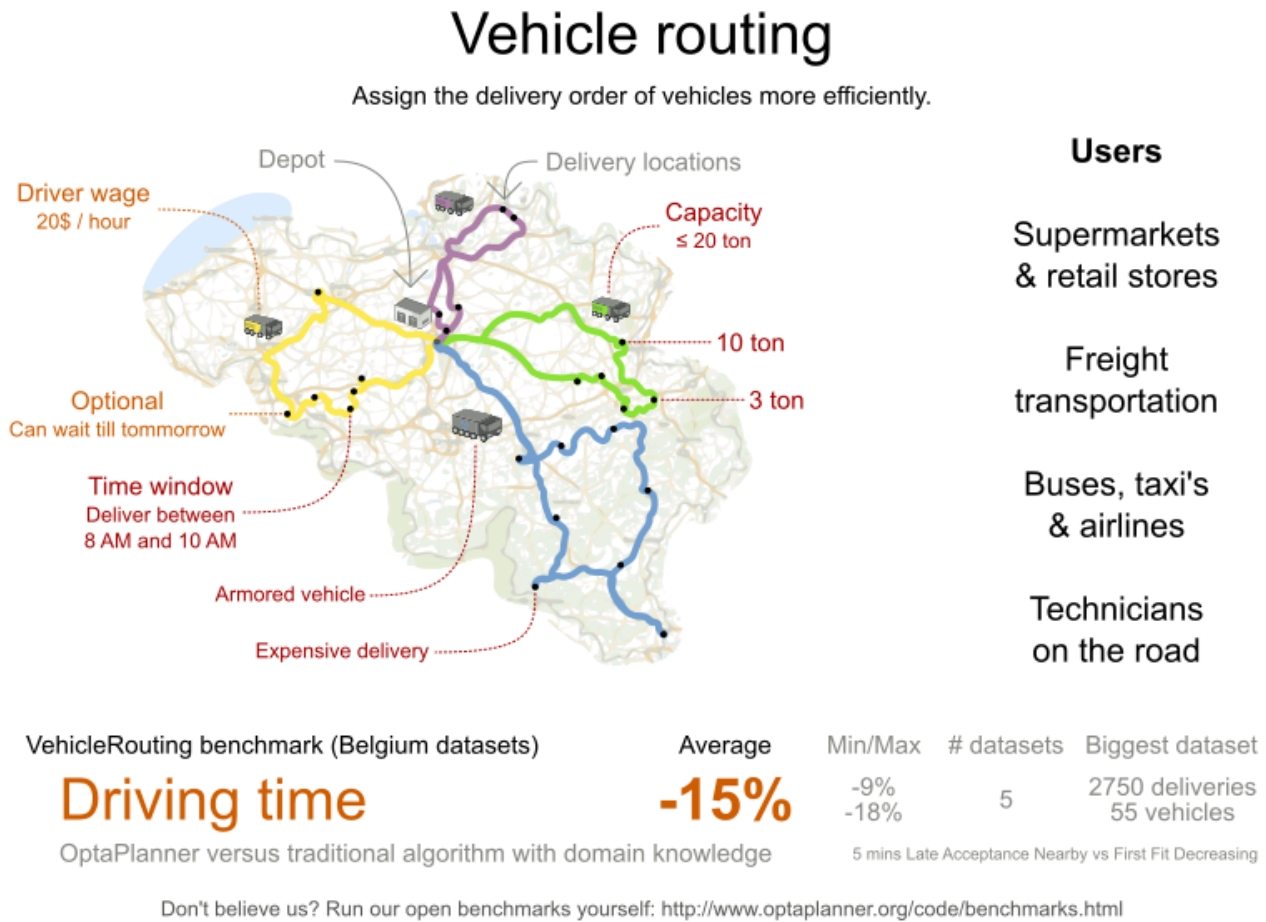 Vehicle routing
Assign the delivery order of vehicles more efficiently.
Depot
Delivery locations
Driver wage
20$ / hour
Capacity
≤ 20 ton
10 ton
3 ton
Optional
Can wait till tommorrow
Time window
Deliver between
8 AM and 10 AM
Armored vehicle
Expensive delivery
Users
Supermarkets
& retail stores
Freight
transportation
Buses, taxi's
& airlines
Technicians
on the road
VehicleRouting benchmark (Belgium datasets)
Average
Min/Max
# datasets
Biggest dataset
Driving time
-15%
-9%
-18%
5
2750 deliveries
55 vehicles
OptaPlanner versus traditional algorithm with domain knowledge
5 mins Late Acceptance Nearby vs First Fit Decreasing
Don't believe us? Run our open benchmarks yourself: http://www.optaplanner.org/code/benchmarks.html